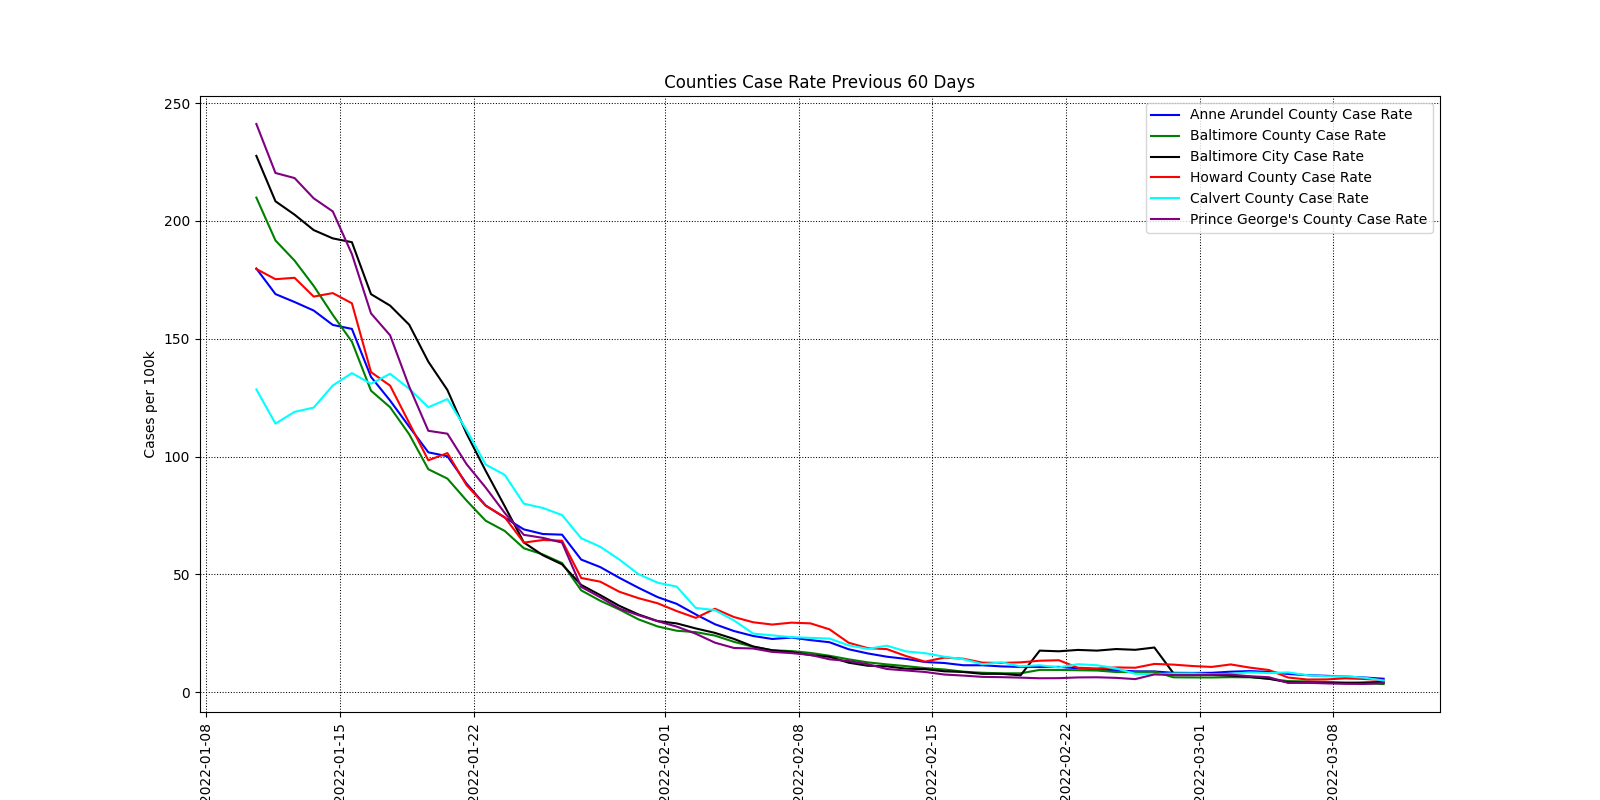 Counties Case Rate Previous 60 Days
Cases per 100k
250
200
150
100
50
0
Anne Arundel County Case Rate
Baltimore County Case Rate
Baltimore City Case Rate
Howard County Case Rate
Calvert County Case Rate
Prince George's County Case Rate
2022-01-08
2022-01-15
2022-01-22
2022-02-01
2022-02-08
2022-02-15
2022-02-22
2022-03-01
2022-03-08